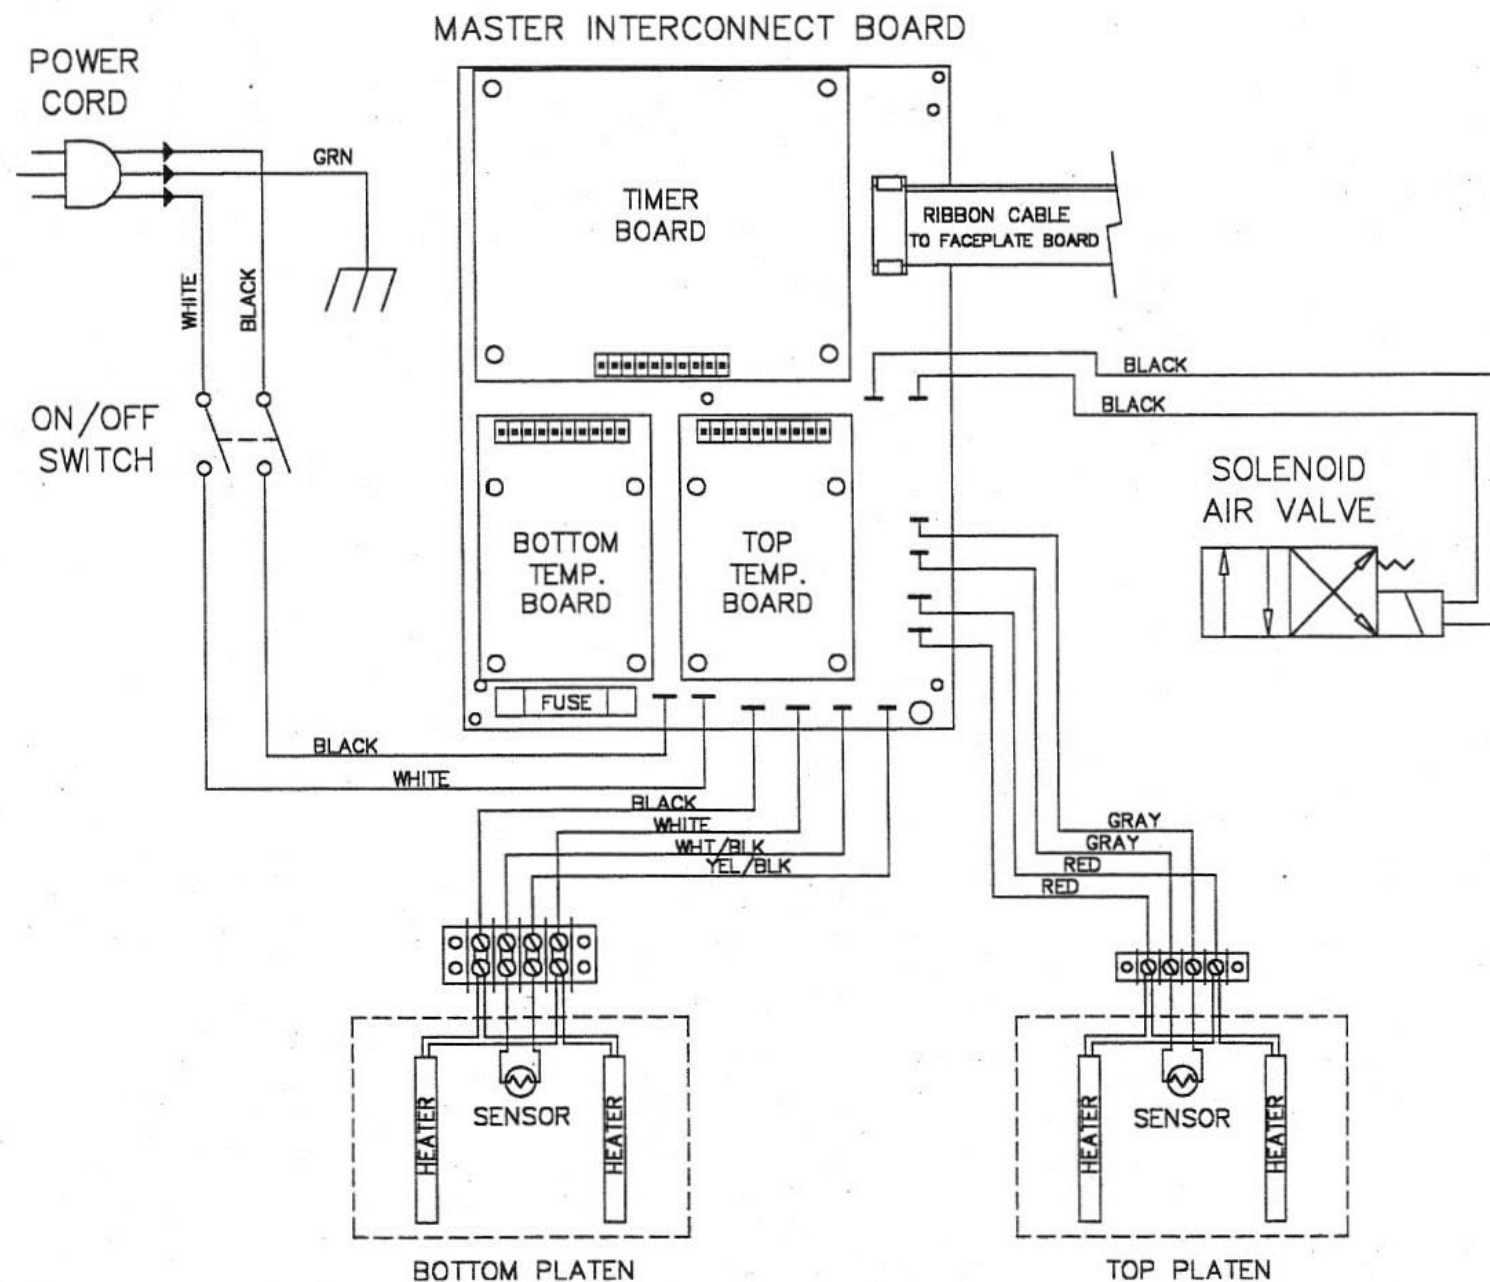 MASTER INTERCONNECT BOARD
POWER
CORD
GRN
TIMER
BOARD
RIBBON CABLE
TO FACEPLATE BOARD
WHITE
BLACK
BLACK
BLACK
ON/OFF
SWITCH
SOLENOID
AIR VALVE
BOTTOM
TEMP.
BOARD
TOP
TEMP.
BOARD
FUSE
BLACK
WHITE
BLACK
WHITE
WHT/BLK
YEL/BLK
GRAY
GRAY
RED
RED
HEATER
SENSOR
HEATER
HEATER
SENSOR
HEATER
BOTTOM PLATEN
TOP PLATEN